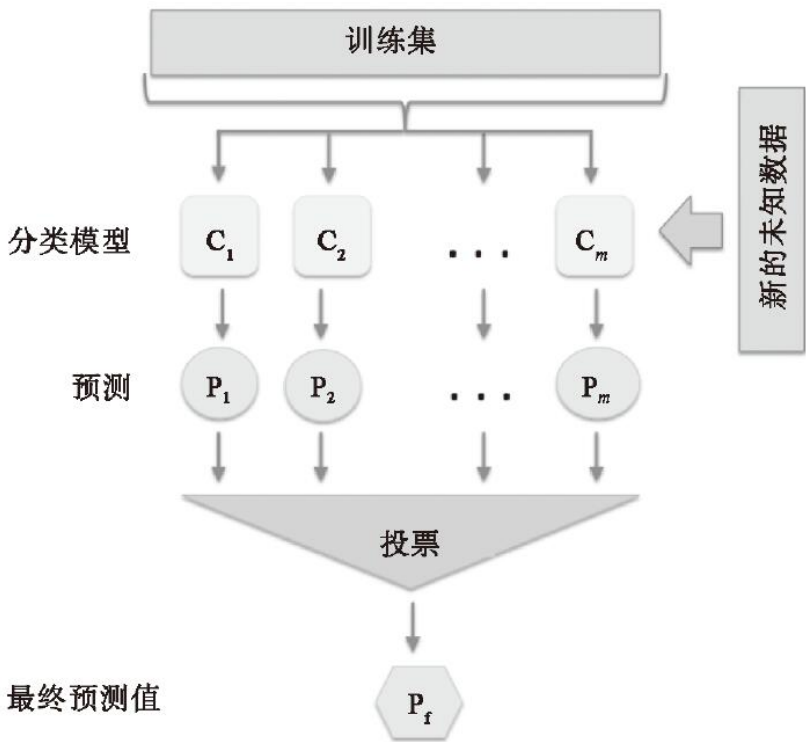 训练集
新的未知数据
分类模型 C₁ C₂ ... Cₘ
预测 P₁ P₂ ... Pₘ
投票
最终预测值 P_f